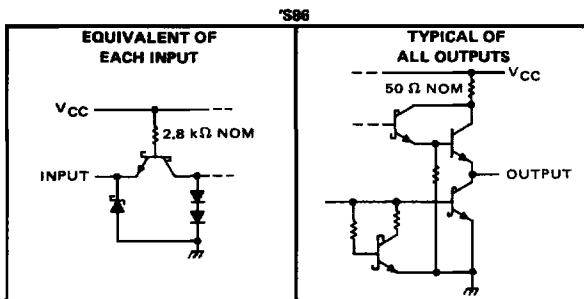 'S86
EQUIVALENT OF
EACH INPUT
VCC
2.8 kΩ NOM
INPUT
TYPICAL OF
ALL OUTPUTS
VCC
50 Ω NOM
OUTPUT